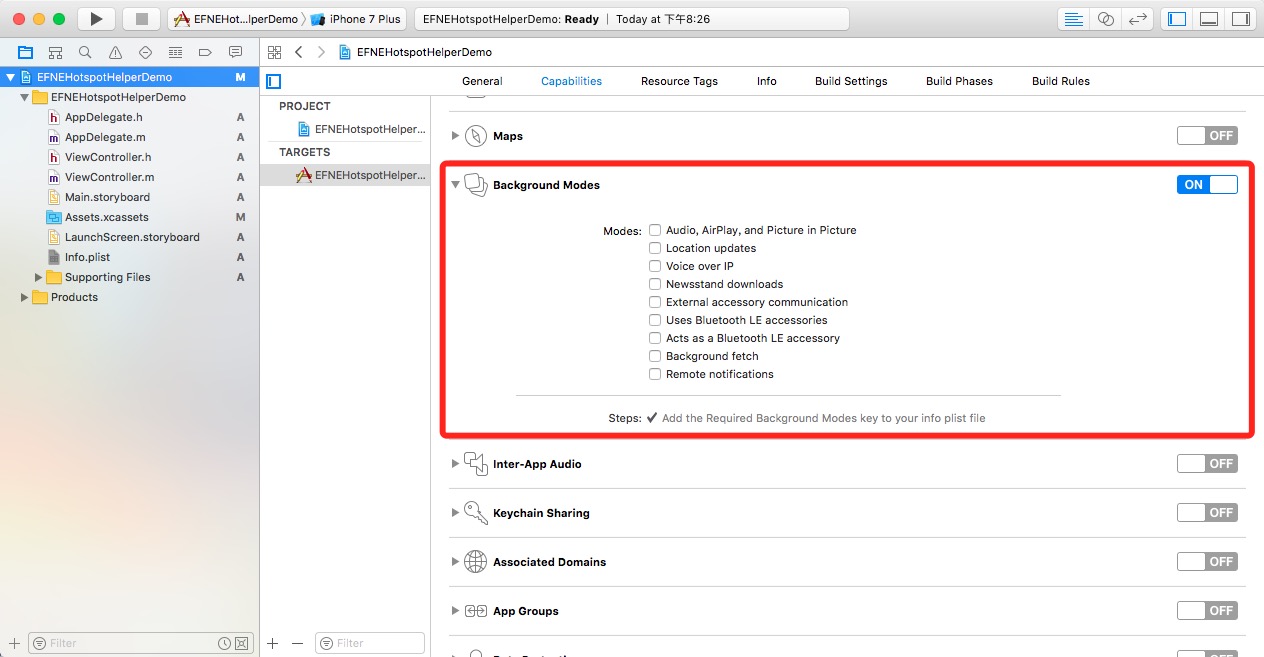 EFNEHot...lperDemo
iPhone 7 Plus
EFNEHotspotHelperDemo: Ready | Today at 下午8:26
EFNEHotspotHelperDemo M
EFNEHotspotHelperDemo
AppDelegate.h A
AppDelegate.m A
ViewController.h A
ViewController.m A
Main.storyboard A
Assets.xcassets M
LaunchScreen.storyboard A
Info.plist A
Supporting Files A
Products
Filter
EFNEHotspotHelperDemo
General Capabilities Resource Tags Info Build Settings Build Phases Build Rules
PROJECT
EFNEHotspotHelper...
TARGETS
EFNEHotspotHelper...
Filter
Maps OFF
Background Modes ON
Modes: Audio, AirPlay, and Picture in Picture
Location updates
Voice over IP
Newsstand downloads
External accessory communication
Uses Bluetooth LE accessories
Acts as a Bluetooth LE accessory
Background fetch
Remote notifications
Steps: ✔ Add the Required Background Modes key to your info plist file
Inter-App Audio OFF
Keychain Sharing OFF
Associated Domains OFF
App Groups OFF